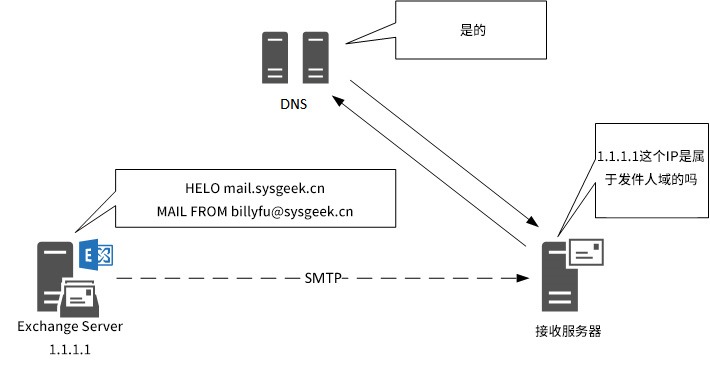 是的
DNS
1.1.1.1这个IP是属
于发件人域的吗
HELO mail.sysgeek.cn
MAIL FROM billyfu@sysgeek.cn
E
SMTP
Exchange Server
1.1.1.1
接收服务器